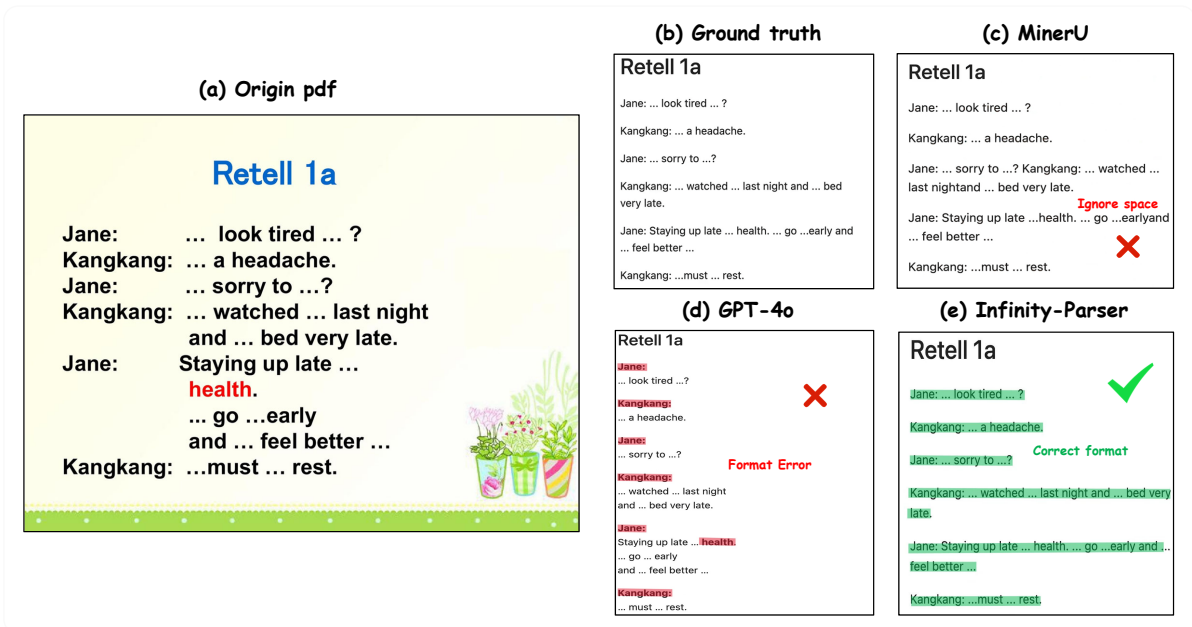 (a) Origin pdf
Retell 1a
Jane: ... look tired ... ?
Kangkang: ... a headache.
Jane: ... sorry to ...?
Kangkang: ... watched ... last night
and ... bed very late.
Jane: Staying up late ...
health.
... go ...early
and ... feel better ...
Kangkang: ...must ... rest.
(b) Ground truth
Retell 1a
Jane: ... look tired ... ?
Kangkang: ... a headache.
Jane: ... sorry to ...?
Kangkang: ... watched ... last night and ... bed
very late.
Jane: Staying up late ... health. ... go ...early and
... feel better ...
Kangkang: ...must ... rest.
(c) MinerU
Retell 1a
Jane: ... look tired ... ?
Kangkang: ... a headache.
Jane: ... sorry to ...? Kangkang: ... watched ...
last nightand ... bed very late.
Ignore space
Jane: Staying up late ...health. ... go ...earlyand
... feel better ...
Kangkang: ...must ... rest.
(d) GPT-4o
Retell 1a
Jane:
... look tired ...?
Kangkang:
... a headache.
Jane:
... sorry to ...?
Format Error
Kangkang:
... watched ... last night
and ... bed very late.
Jane:
Staying up late ... health.
... go ... early
and ... feel better ...
Kangkang:
... must ... rest.
(e) Infinity-Parser
Retell 1a
Jane: ... look tired ... ?
Kangkang: ... a headache.
Correct format
Jane: ... sorry to ...?
Kangkang: ... watched ... last night and ... bed very
late.
Jane: Staying up late ... health. ... go ...early and ...
feel better ...
Kangkang: ...must ... rest.